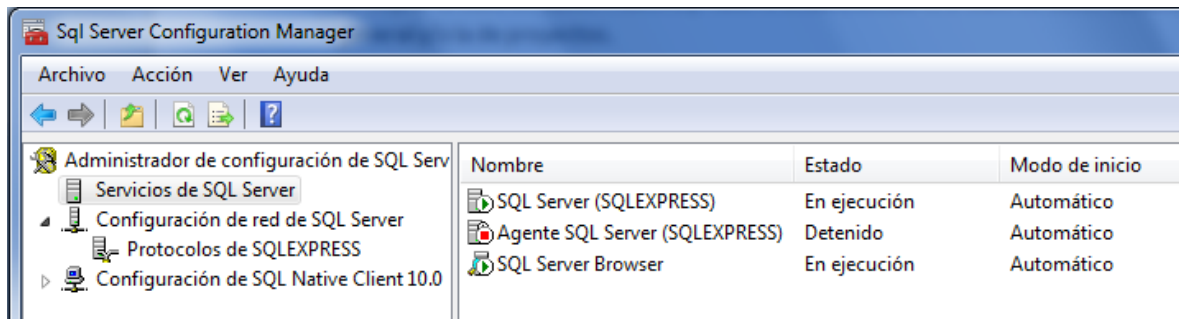 Sql Server Configuration Manager
Archivo Acción Ver Ayuda
Administrador de configuración de SQL Serv
Servicios de SQL Server
Configuración de red de SQL Server
Protocolos de SQLEXPRESS
Configuración de SQL Native Client 10.0
Nombre Estado Modo de inicio
SQL Server (SQLEXPRESS) En ejecución Automático
Agente SQL Server (SQLEXPRESS) Detenido Automático
SQL Server Browser En ejecución Automático